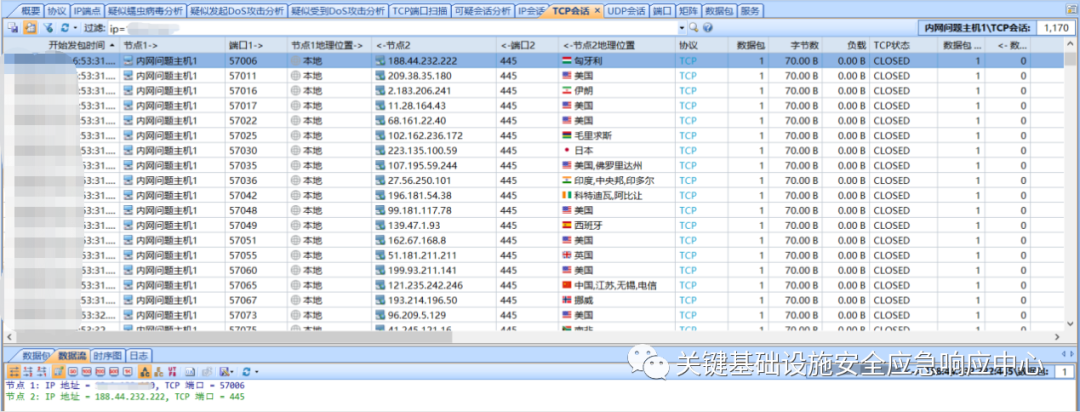 概要 协议 IP端点 疑似蠕虫病毒分析 疑似发起DoS攻击分析 疑似受到DoS攻击分析 TCP端口扫描 可疑会话分析 IP会话 TCP会话 UDP会话 端口 矩阵 数据包 服务
过滤: ip= 内网问题主机1\TCP会话: 1,170
开始发包时间 节点1-> 端口1-> 节点1地理位置-> <-节点2 <-端口2 <-节点2地理位置 协议 数据包 字节数 负载 TCP状态 数据包 ... <- 数...
6:53:31.... 内网问题主机1 57006 本地 188.44.232.222 445 匈牙利 TCP 1 70.00 B 0.00 B CLOSED 1 0
:53:31.... 内网问题主机1 57011 本地 209.38.35.180 445 美国 TCP 1 70.00 B 0.00 B CLOSED 1 0
:53:31.... 内网问题主机1 57016 本地 2.183.206.241 445 伊朗 TCP 1 70.00 B 0.00 B CLOSED 1 0
:53:31.... 内网问题主机1 57017 本地 11.28.164.43 445 美国 TCP 1 70.00 B 0.00 B CLOSED 1 0
:53:31.... 内网问题主机1 57022 本地 68.161.22.40 445 美国 TCP 1 70.00 B 0.00 B CLOSED 1 0
:53:31.... 内网问题主机1 57025 本地 102.162.236.172 445 毛里求斯 TCP 1 70.00 B 0.00 B CLOSED 1 0
53:31.... 内网问题主机1 57030 本地 223.135.100.59 445 日本 TCP 1 70.00 B 0.00 B CLOSED 1 0
53:31.... 内网问题主机1 57035 本地 107.195.59.244 445 美国,佛罗里达州 TCP 1 70.00 B 0.00 B CLOSED 1 0
53:31.... 内网问题主机1 57036 本地 27.56.250.101 445 印度,中央邦,印多尔 TCP 1 70.00 B 0.00 B CLOSED 1 0
53:31.... 内网问题主机1 57042 本地 196.181.54.38 445 科特迪瓦,阿比让 TCP 1 70.00 B 0.00 B CLOSED 1 0
53:31.... 内网问题主机1 57048 本地 99.181.117.78 445 美国 TCP 1 70.00 B 0.00 B CLOSED 1 0
53:31.... 内网问题主机1 57049 本地 139.47.1.93 445 西班牙 TCP 1 70.00 B 0.00 B CLOSED 1 0
53:31.... 内网问题主机1 57051 本地 162.67.168.8 445 美国 TCP 1 70.00 B 0.00 B CLOSED 1 0
53:31.... 内网问题主机1 57055 本地 51.181.211.211 445 英国 TCP 1 70.00 B 0.00 B CLOSED 1 0
53:31.... 内网问题主机1 57060 本地 199.93.211.141 445 美国 TCP 1 70.00 B 0.00 B CLOSED 1 0
53:31.... 内网问题主机1 57065 本地 121.235.242.246 445 中国,江苏,无锡,电信 TCP 1 70.00 B 0.00 B CLOSED 1 0
53:31.... 内网问题主机1 57067 本地 193.214.196.50 445 挪威 TCP 1 70.00 B 0.00 B CLOSED 1 0
53:32.... 内网问题主机1 57073 本地 96.209.5.129 445 美国 TCP 1 70.00 B 0.00 B CLOSED 1 0
53:32.... 内网问题主机1 57075 本地 41.245.121.16 445 南非 TCP 1 70.00 B 0.00 B CLOSED 1 0
数据包 数据流 时序图 日志
关键基础设施安全应急响应中心
1
节点 1: IP 地址 = , TCP 端口 = 57006
节点 2: IP 地址 = 188.44.232.222, TCP 端口 = 445